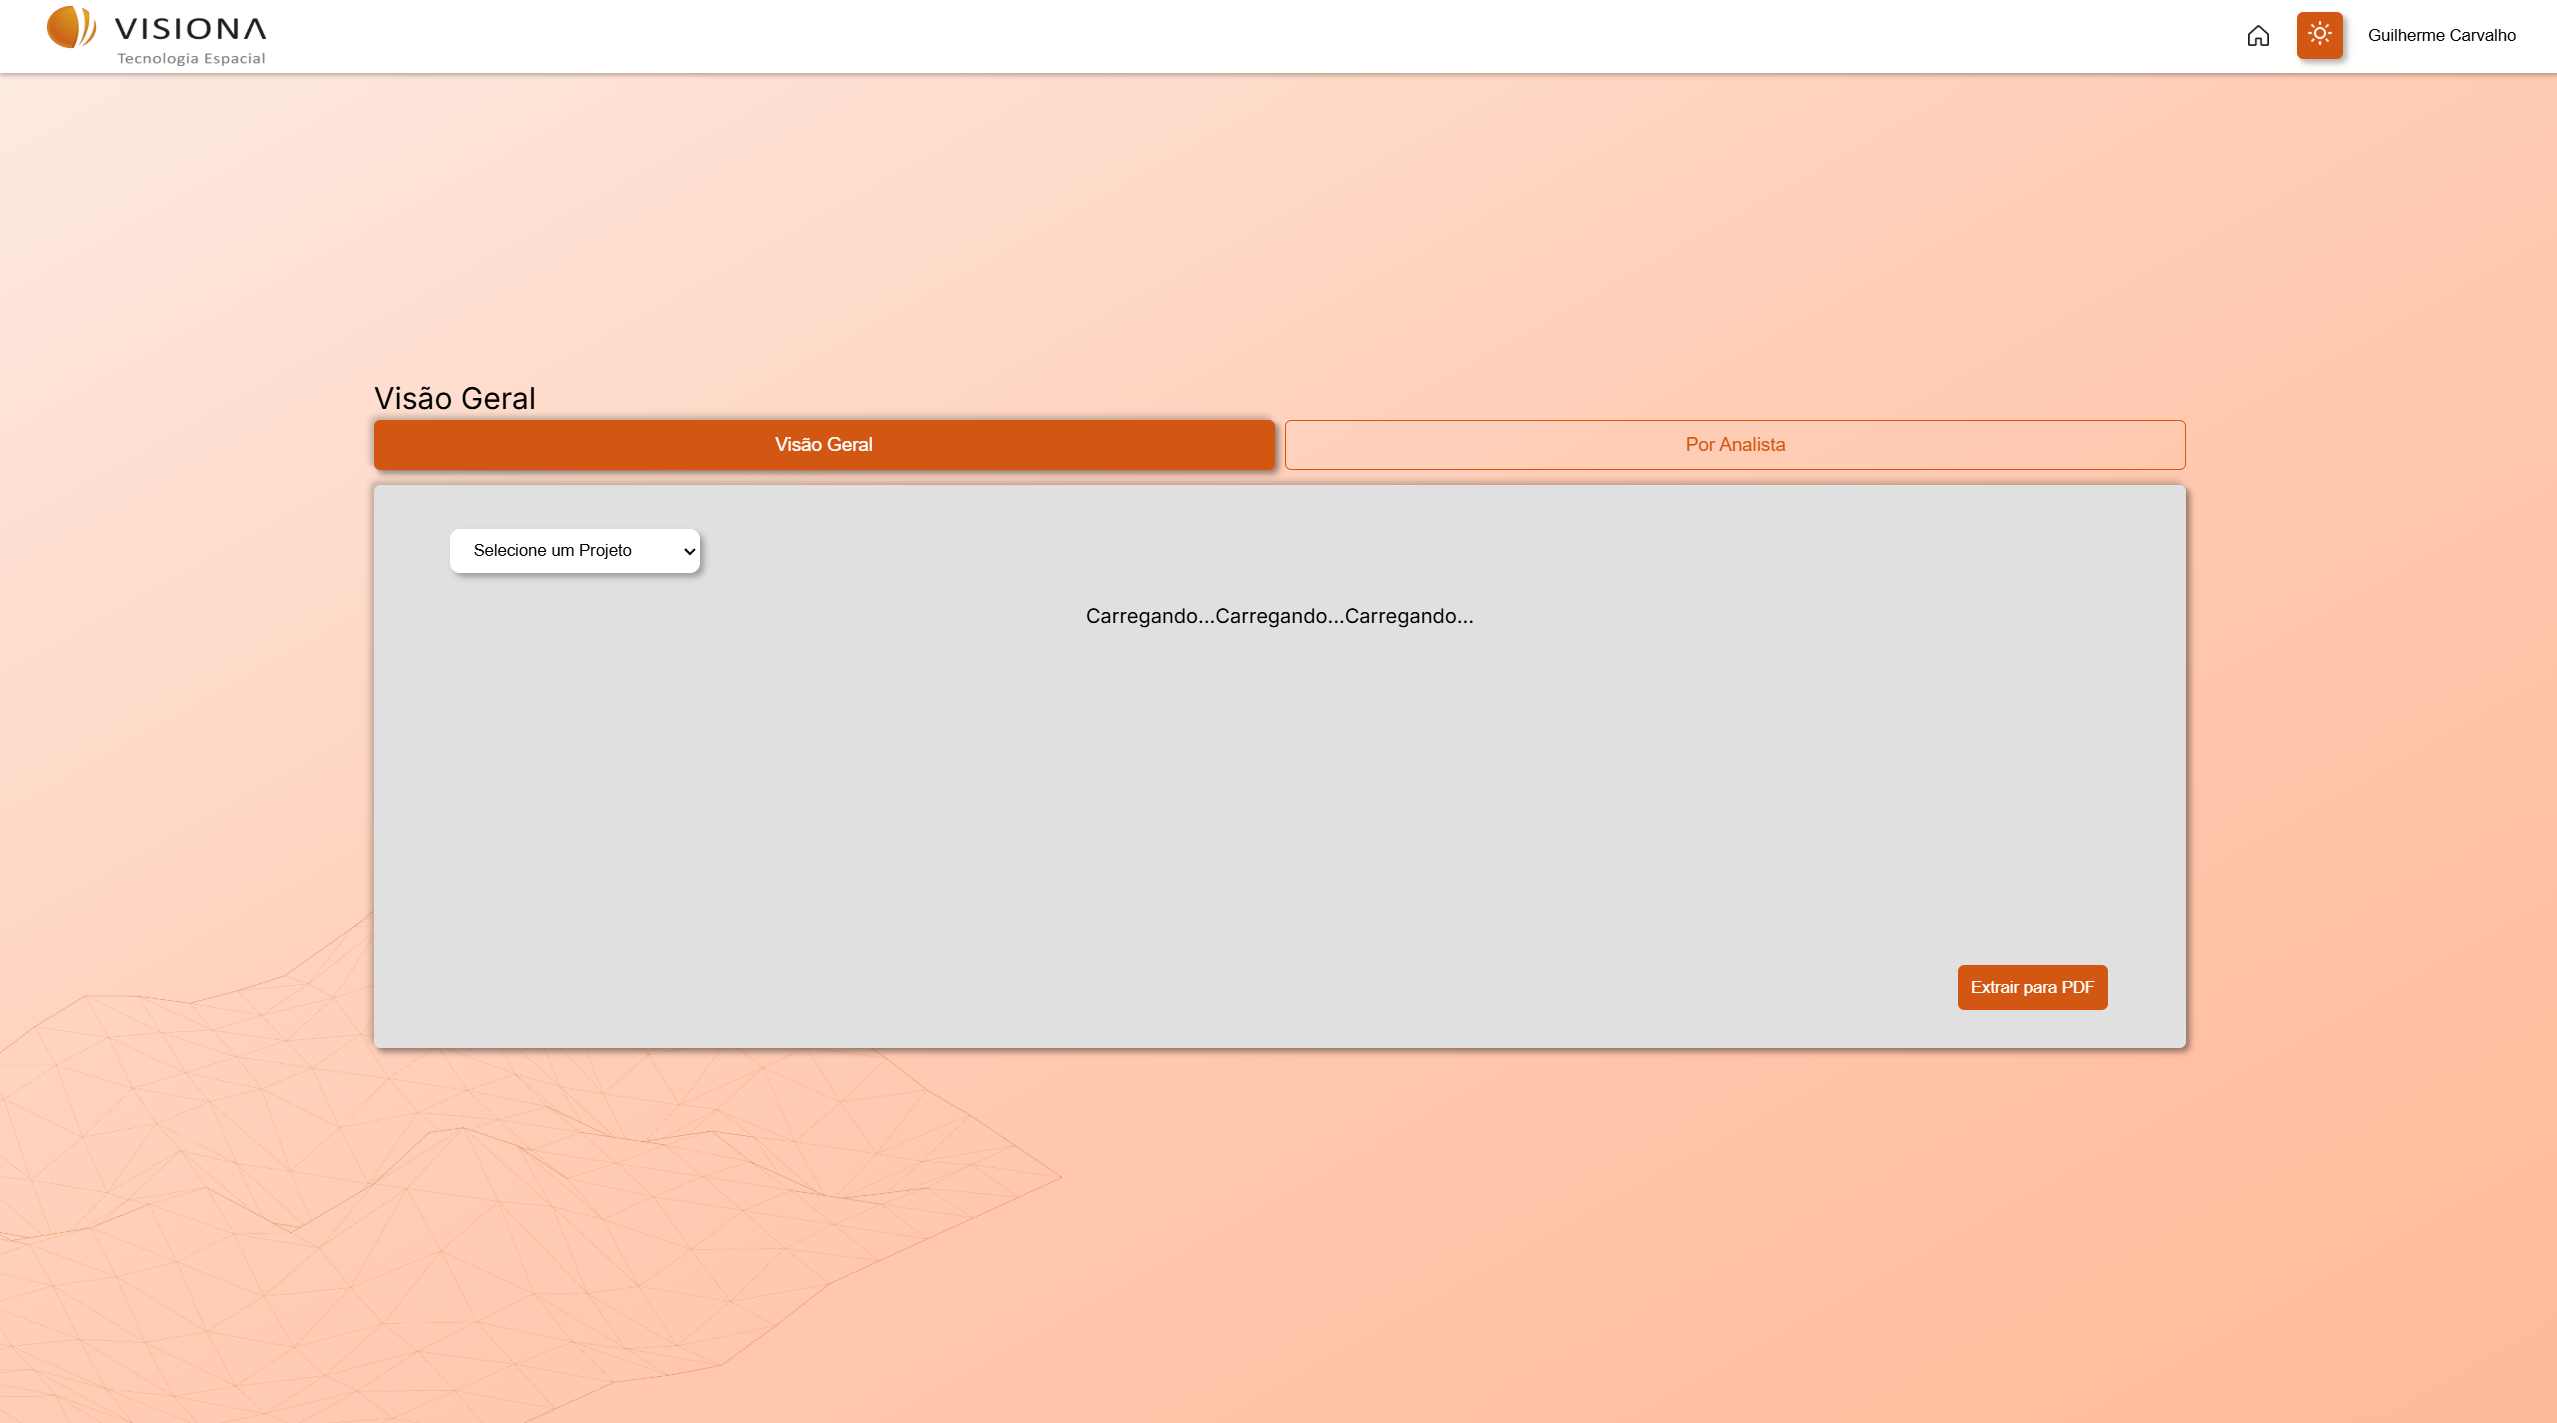 VISIONA
Tecnologia Espacial
Guilherme Carvalho
Visão Geral
Visão Geral
Por Analista
Selecione um Projeto
Carregando...Carregando...Carregando...
Extrair para PDF